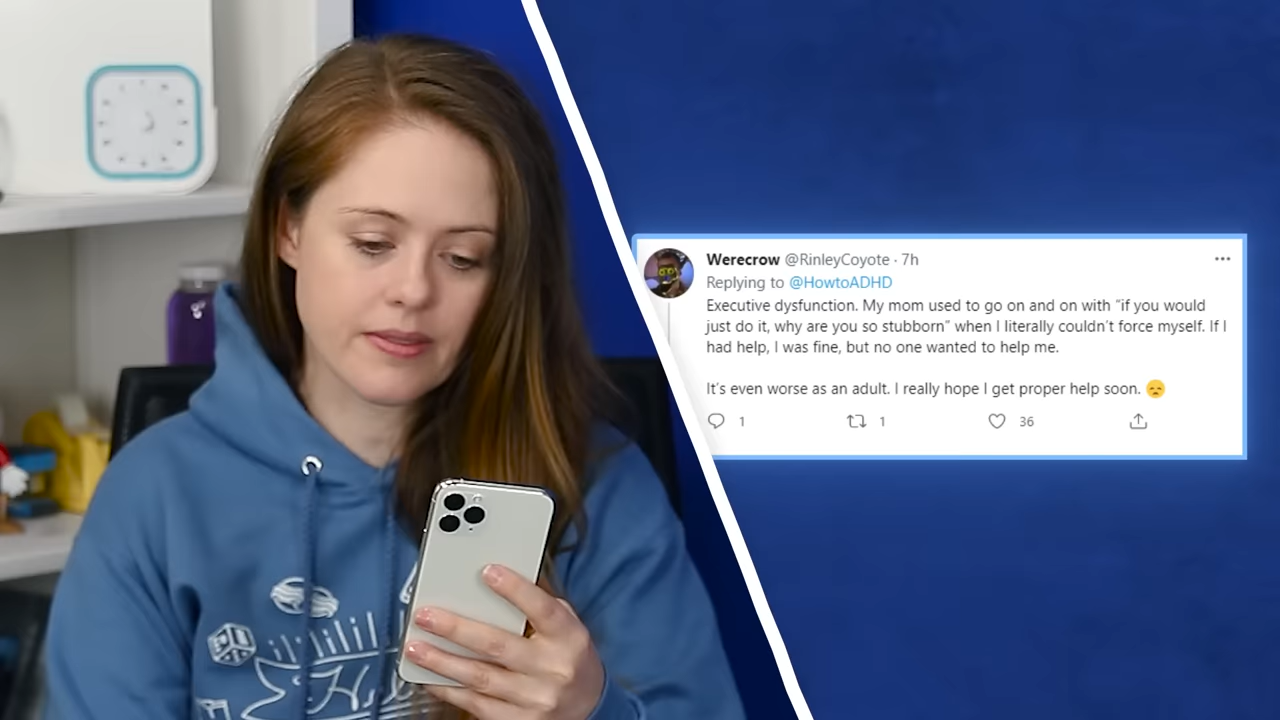 Werecrow @RinleyCoyote · 7h
Replying to @HowtoADHD
Executive dysfunction. My mom used to go on and on with “if you would
just do it, why are you so stubborn” when I literally couldn’t force myself. If I
had help, I was fine, but no one wanted to help me.
It’s even worse as an adult. I really hope I get proper help soon. 😞
1 1 36